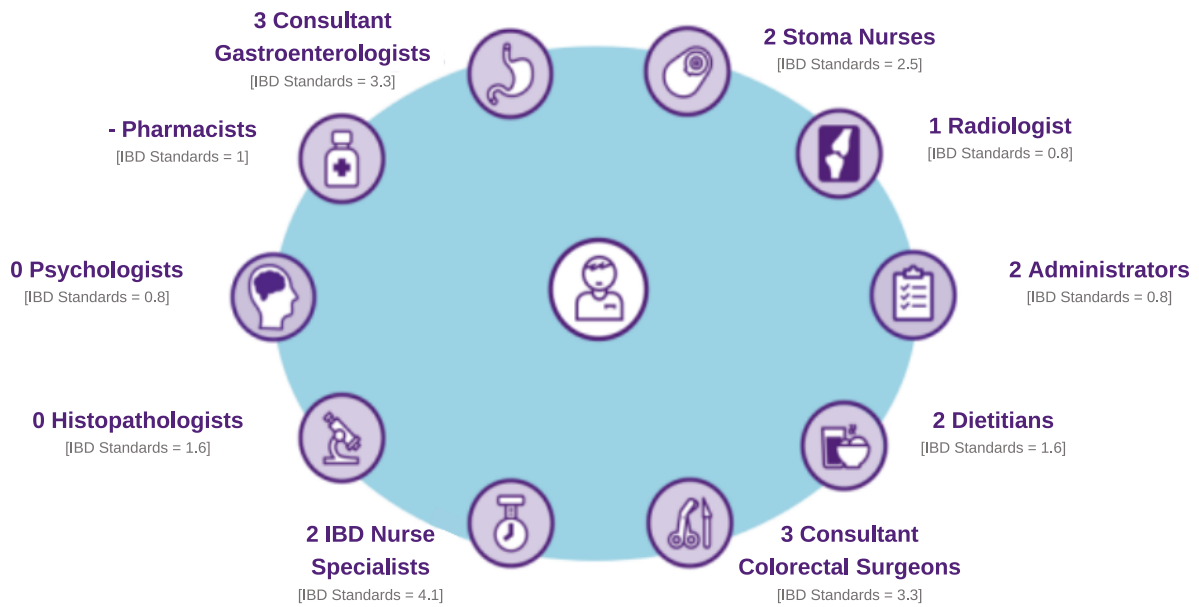 3 Consultant
Gastroenterologists
[IBD Standards = 3.3]
2 Stoma Nurses
[IBD Standards = 2.5]
- Pharmacists
[IBD Standards = 1]
1 Radiologist
[IBD Standards = 0.8]
0 Psychologists
[IBD Standards = 0.8]
2 Administrators
[IBD Standards = 0.8]
0 Histopathologists
[IBD Standards = 1.6]
2 Dietitians
[IBD Standards = 1.6]
2 IBD Nurse
Specialists
[IBD Standards = 4.1]
3 Consultant
Colorectal Surgeons
[IBD Standards = 3.3]